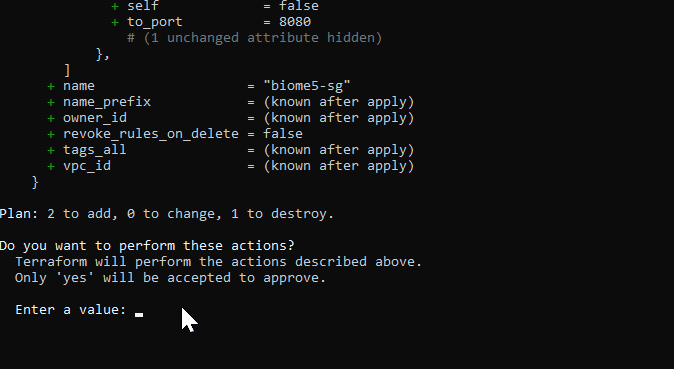 + self             = false
+ to_port          = 8080
# (1 unchanged attribute hidden)
},
]
+ name                   = "biome5-sg"
+ name_prefix            = (known after apply)
+ owner_id               = (known after apply)
+ revoke_rules_on_delete = false
+ tags_all               = (known after apply)
+ vpc_id                 = (known after apply)
}
Plan: 2 to add, 0 to change, 1 to destroy.
Do you want to perform these actions?
Terraform will perform the actions described above.
Only 'yes' will be accepted to approve.
Enter a value: